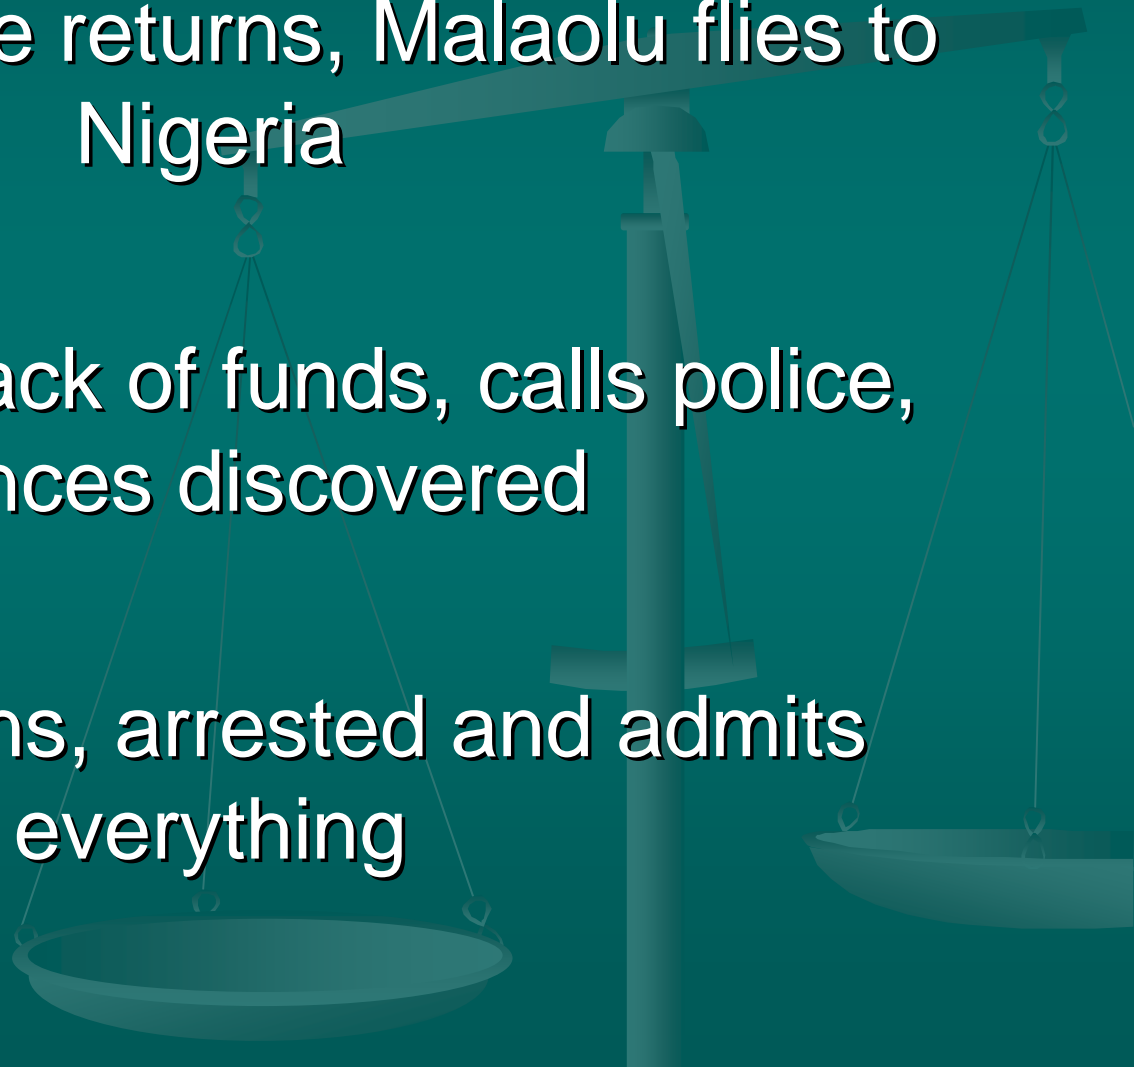 e returns, Malaolu flies to
Nigeria
ack of funds, calls police,
nces discovered
ns, arrested and admits
everything